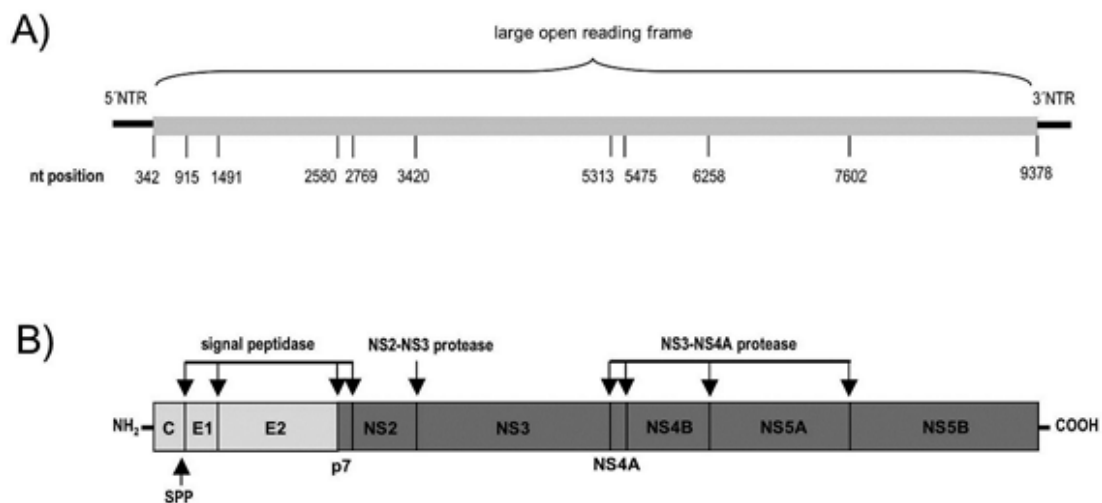 A)
large open reading frame
5´NTR
3´NTR
nt position
342 915 1491 2580 2769 3420 5313 5475 6258 7602 9378
B)
signal peptidase NS2-NS3 protease NS3-NS4A protease
NH2 C E1 E2 NS2 NS3 NS4B NS5A NS5B COOH
p7 NS4A
SPP